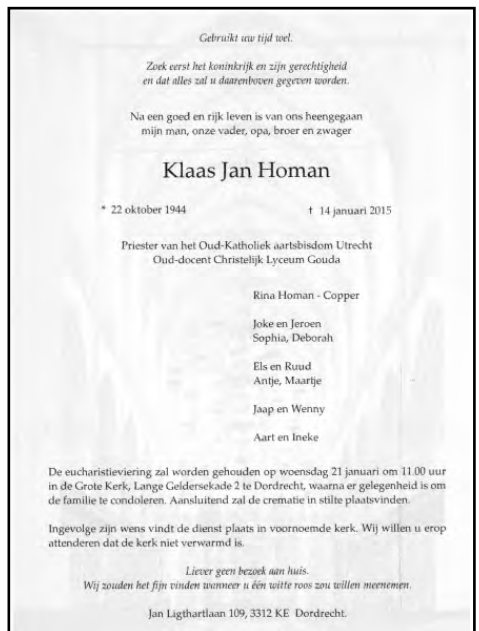 Gebruikt uw tijd wel.
Zoek eerst het koninkrijk en zijn gerechtigheid
en dat alles zal u daarenboven gegeven worden.
Na een goed en rijk leven is van ons heengegaan
mijn man, onze vader, opa, broer en zwager
Klaas Jan Homan
* 22 oktober 1944 † 14 januari 2015
Priester van het Oud-Katholiek aartsbisdom Utrecht
Oud-docent Christelijk Lyceum Gouda
Rina Homan - Copper
Joke en Jeroen
Sophia, Deborah
Els en Ruud
Antje, Maartje
Jaap en Wenny
Aart en Ineke
De eucharistieviering zal worden gehouden op woensdag 21 januari om 11.00 uur
in de Grote Kerk, Lange Geldersekade 2 te Dordrecht, waarna er gelegenheid is om
de familie te condoleren. Aansluitend zal de crematie in stilte plaatsvinden.
Ingevolge zijn wens vindt de dienst plaats in voornoemde kerk. Wij willen u erop
attenderen dat de kerk niet verwarmd is.
Liever geen bezoek aan huis.
Wij zouden het fijn vinden wanneer u één witte roos zou willen meenemen.
Jan Ligthartlaan 109, 3312 KE Dordrecht.